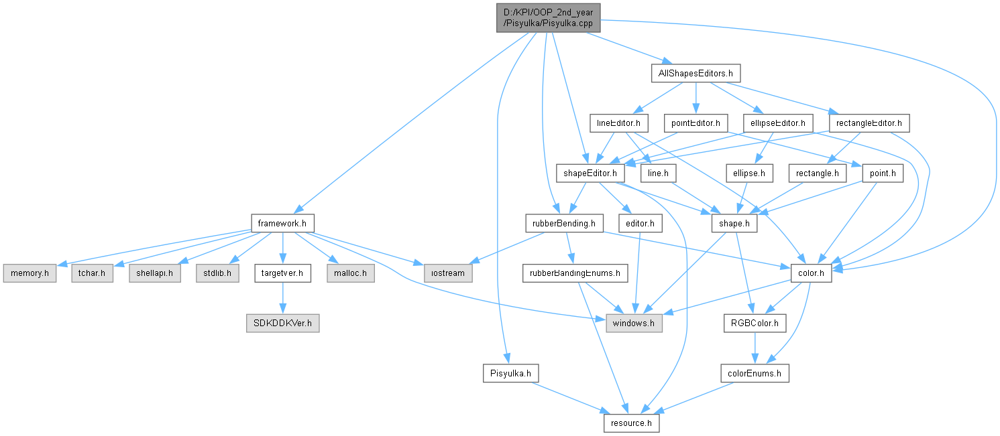 D:/KPI/OOP_2nd_year
/Pisyulka/Pisyulka.cpp
AllShapesEditors.h
lineEditor.h
pointEditor.h
ellipseEditor.h
rectangleEditor.h
shapeEditor.h
line.h
ellipse.h
rectangle.h
point.h
framework.h
rubberBending.h
editor.h
shape.h
memory.h
tchar.h
shellapi.h
stdlib.h
targetver.h
malloc.h
iostream
rubberBandingEnums.h
color.h
SDKDDKVer.h
windows.h
RGBColor.h
Pisyulka.h
colorEnums.h
resource.h